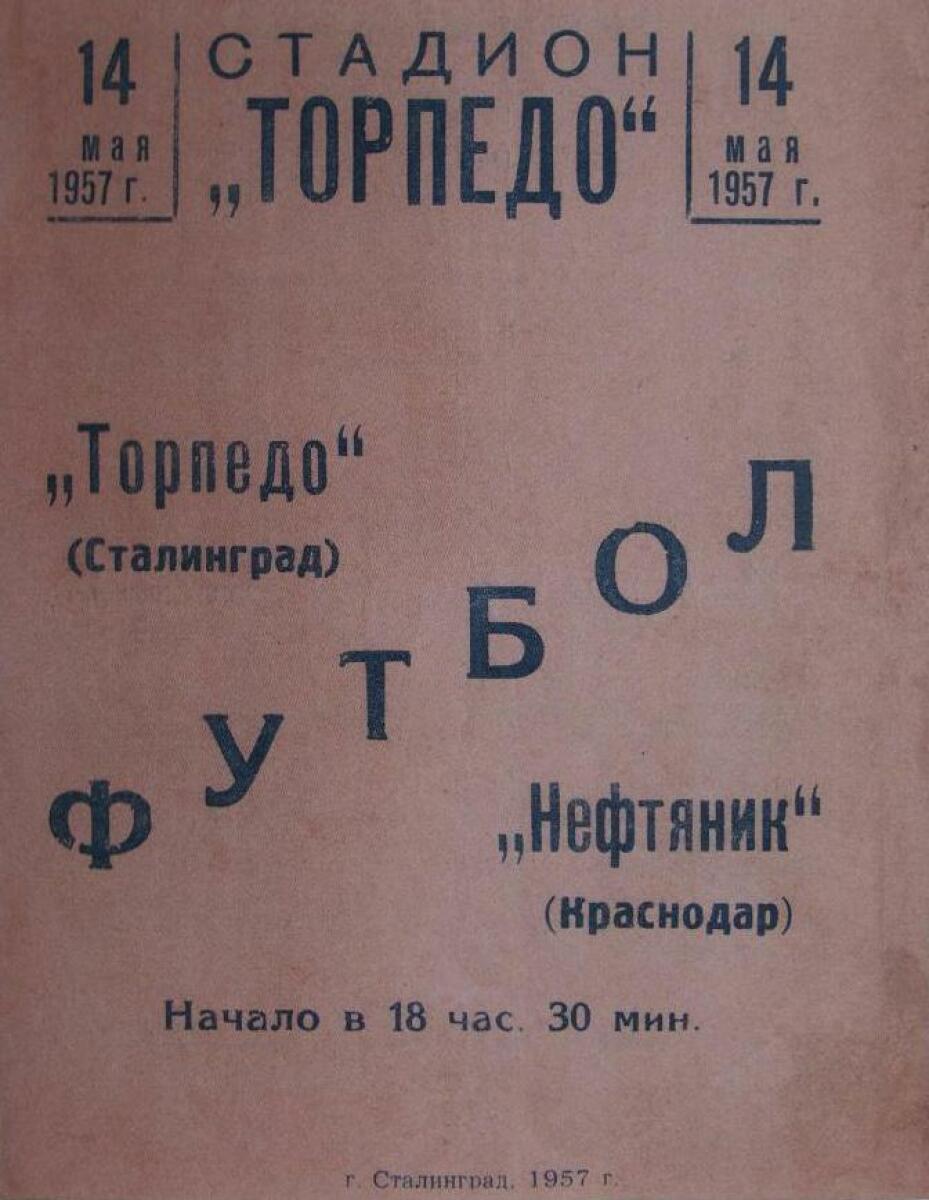 14
мая
1957 г.
СТАДИОН
„ТОРПЕДО“
14
мая
1957 г.
„Торпедо“
(Сталинград)
ФУТБОЛ
„Нефтяник“
(Краснодар)
Начало в 18 час. 30 мин.
г. Сталинград, 1957 г.